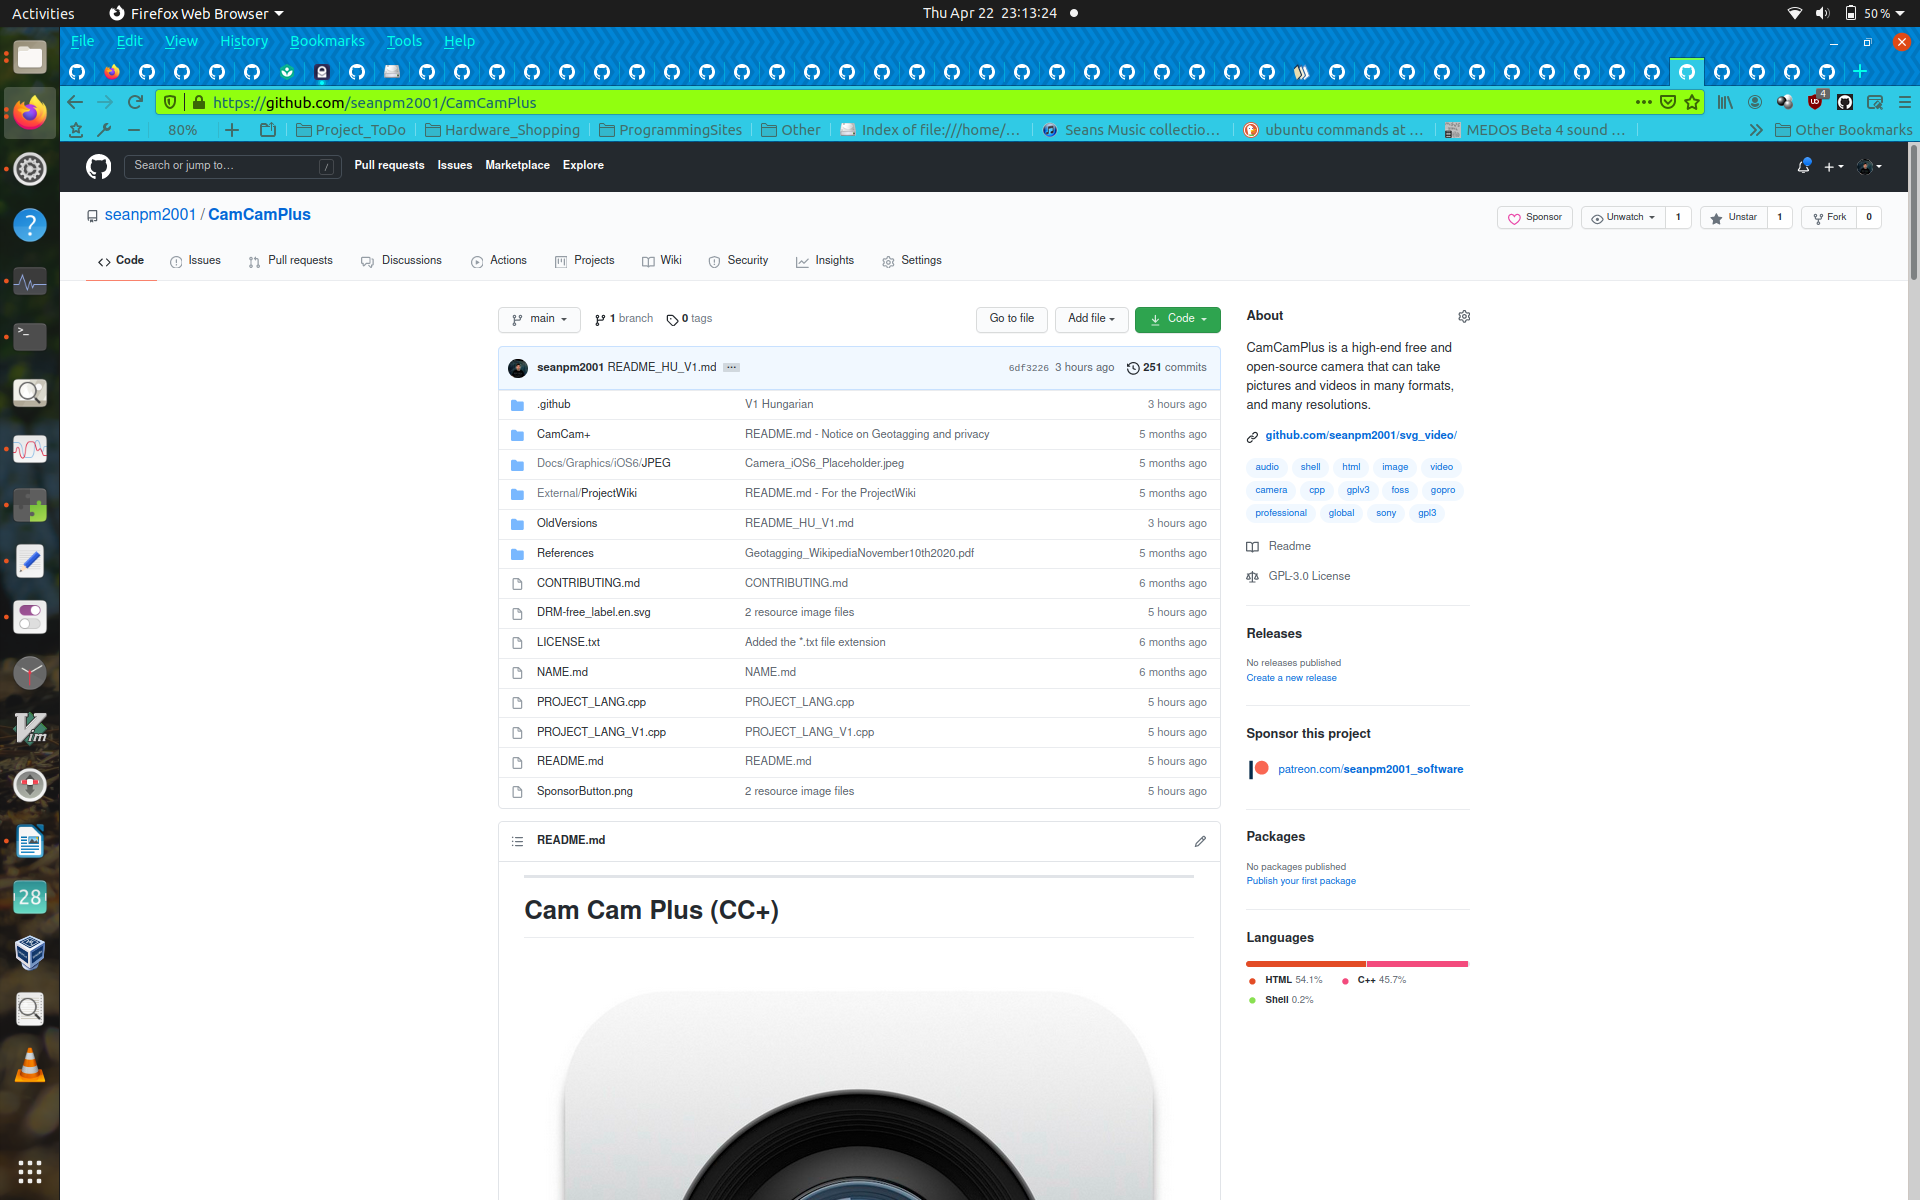 Activities Firefox Web Browser Thu Apr 22 23:13:24 50 %
File Edit View History Bookmarks Tools Help
https://github.com/seanpm2001/CamCamPlus 4
80% Project_ToDo Hardware_Shopping ProgrammingSites Other Index of file:///home/... Seans Music collectio... ubuntu commands at ... MEDOS Beta 4 sound ... Other Bookmarks
Search or jump to... / Pull requests Issues Marketplace Explore
seanpm2001 / CamCamPlus Sponsor Unwatch 1 Unstar 1 Fork 0
Code Issues Pull requests Discussions Actions Projects Wiki Security Insights Settings
main 1 branch 0 tags Go to file Add file Code
seanpm2001 README_HU_V1.md ... 6df3226 3 hours ago 251 commits
.github V1 Hungarian 3 hours ago
CamCam+ README.md - Notice on Geotagging and privacy 5 months ago
Docs/Graphics/iOS6/JPEG Camera_iOS6_Placeholder.jpeg 5 months ago
External/ProjectWiki README.md - For the ProjectWiki 5 months ago
OldVersions README_HU_V1.md 3 hours ago
References Geotagging_WikipediaNovember10th2020.pdf 5 months ago
CONTRIBUTING.md CONTRIBUTING.md 6 months ago
DRM-free_label.en.svg 2 resource image files 5 hours ago
LICENSE.txt Added the *.txt file extension 6 months ago
NAME.md NAME.md 6 months ago
PROJECT_LANG.cpp PROJECT_LANG.cpp 5 hours ago
PROJECT_LANG_V1.cpp PROJECT_LANG_V1.cpp 5 hours ago
README.md README.md 5 hours ago
SponsorButton.png 2 resource image files 5 hours ago
README.md
Cam Cam Plus (CC+)
About
CamCamPlus is a high-end free and
open-source camera that can take
pictures and videos in many formats,
and many resolutions.
github.com/seanpm2001/svg_video/
audio shell html image video
camera cpp gplv3 foss gopro
professional global sony gpl3
Readme
GPL-3.0 License
Releases
No releases published
Create a new release
Sponsor this project
patreon.com/seanpm2001_software
Packages
No packages published
Publish your first package
Languages
HTML 54.1% C++ 45.7%
Shell 0.2%
28
Vim